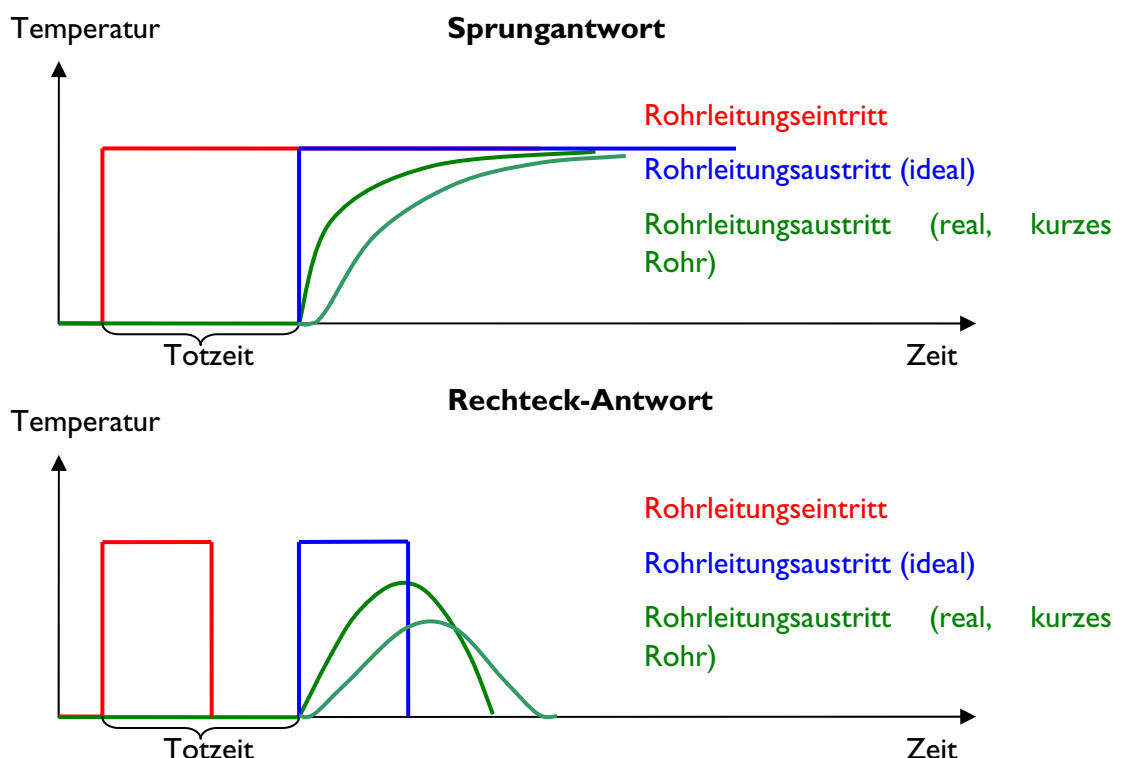 Temperatur
Sprungantwort
Rohrleitungseintritt
Rohrleitungsaustritt (ideal)
Rohrleitungsaustritt (real, kurzes
Rohr)
Totzeit
Zeit
Rechteck-Antwort
Temperatur
Rohrleitungseintritt
Rohrleitungsaustritt (ideal)
Rohrleitungsaustritt (real, kurzes
Rohr)
Totzeit
Zeit